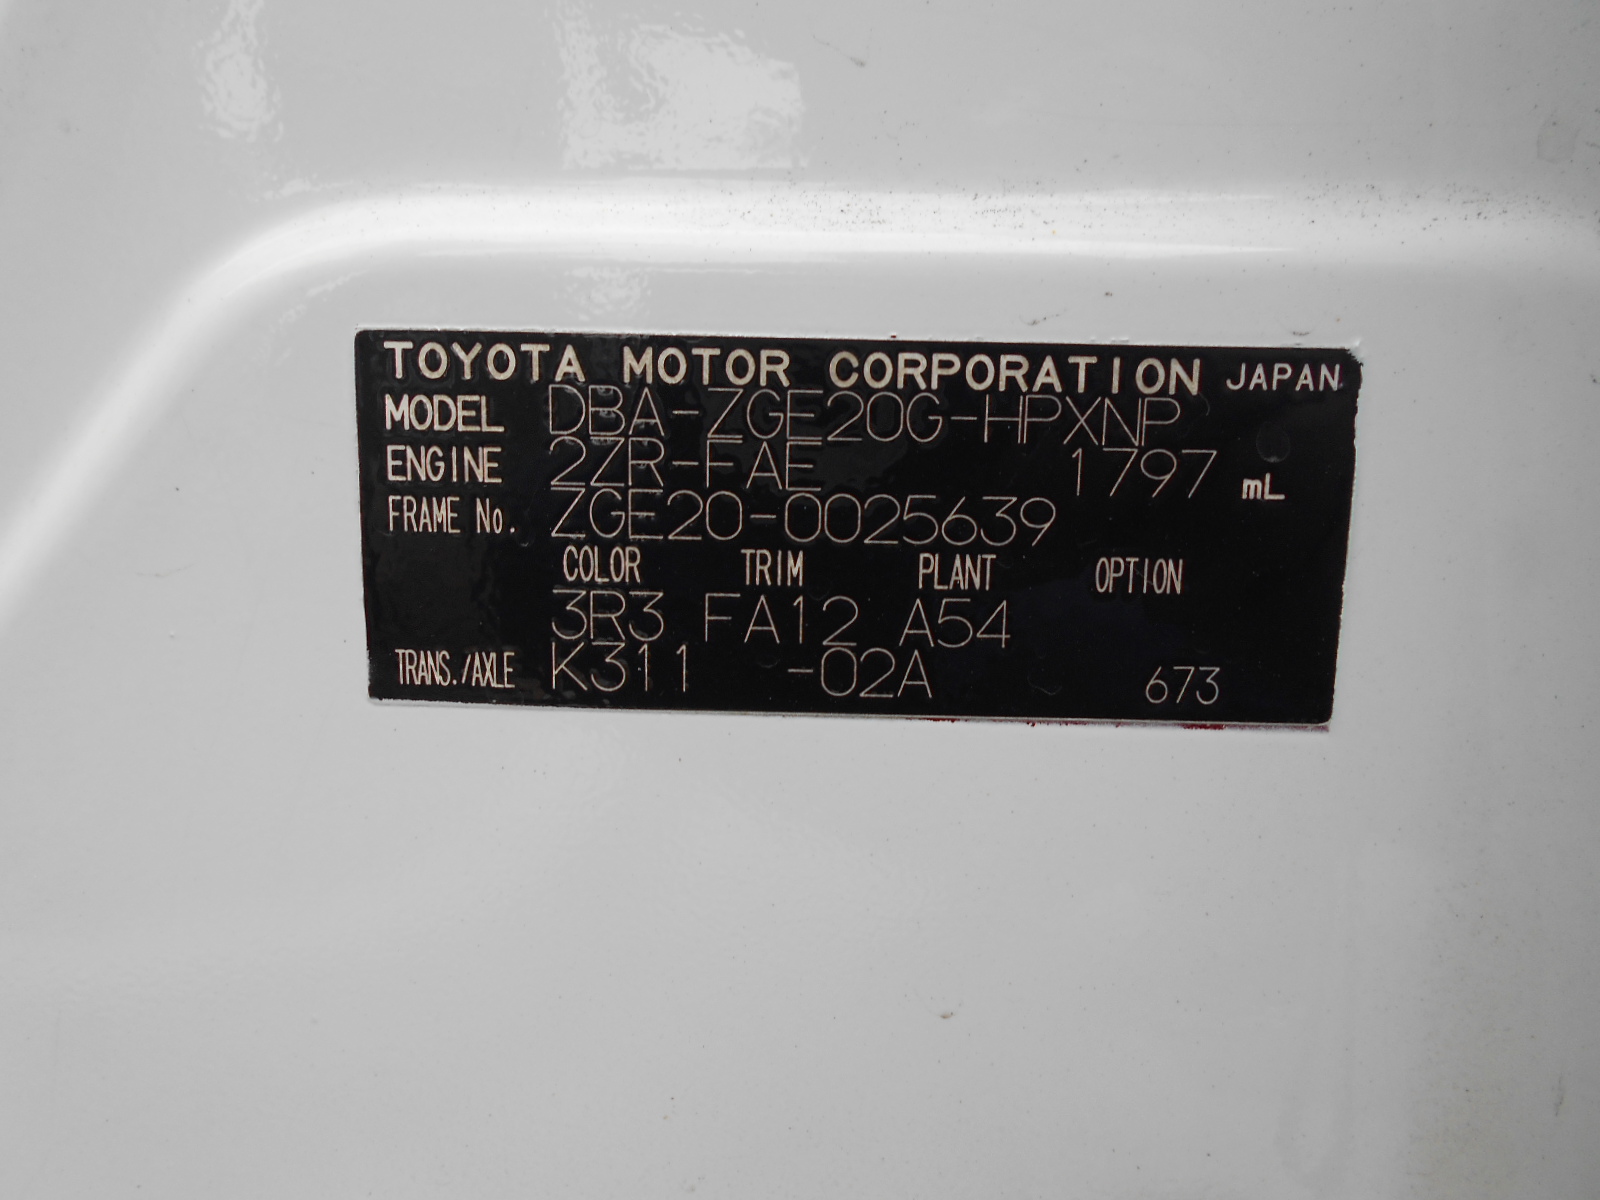 TOYOTA MOTOR CORPORATION JAPAN
MODEL DBA-ZGE20G-HPXNP
ENGINE 2ZR-FAE 1797 mL
FRAME No. ZGE20-0025639
COLOR TRIM PLANT OPTION
3R3 FA12 A54
TRANS./AXLE K311 -02A 673